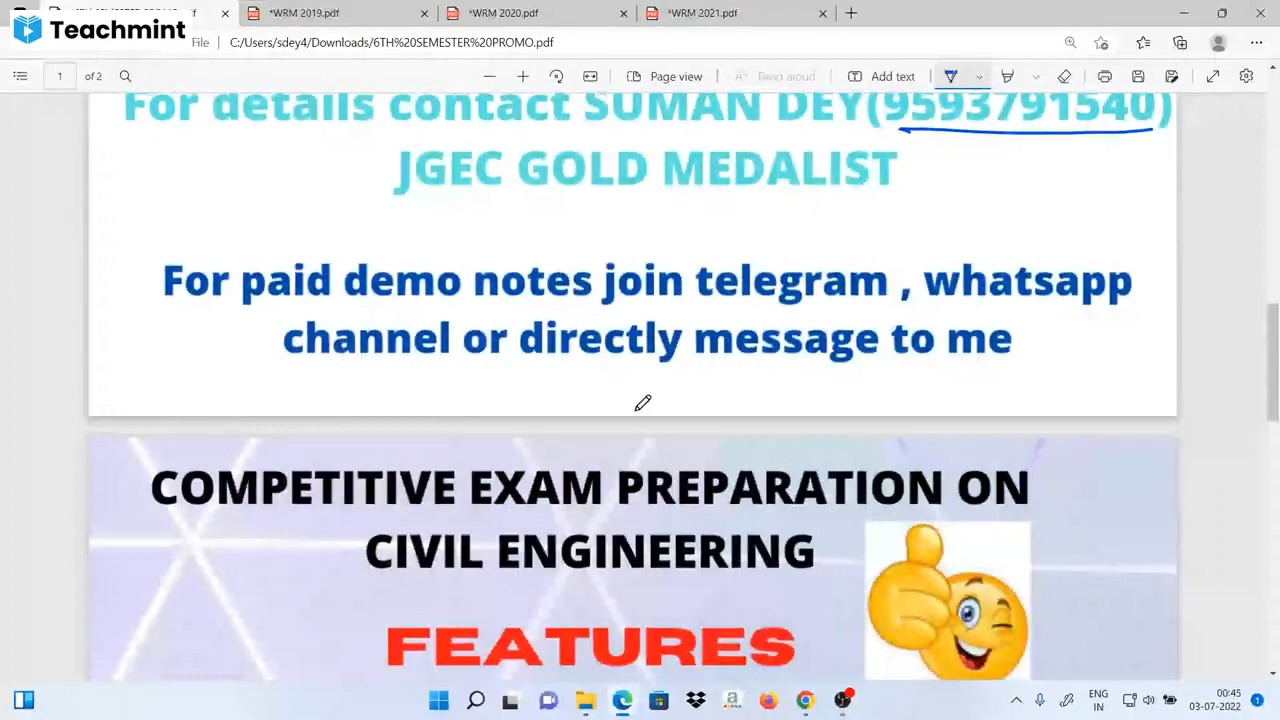 Teachmint
*WRM 2019.pdf
*WRM 2020.pdf
*WRM 2021.pdf
File
C:/Users/sdey4/Downloads/6TH%20SEMESTER%20PROMO.pdf
1 of 2
Page view
Read aloud
Add text
For details contact SUMAN DEY(9593791540)
JGEC GOLD MEDALIST
For paid demo notes join telegram , whatsapp
channel or directly message to me
COMPETITIVE EXAM PREPARATION ON
CIVIL ENGINEERING
FEATURES
ENG
IN
00:45
03-07-2022
1